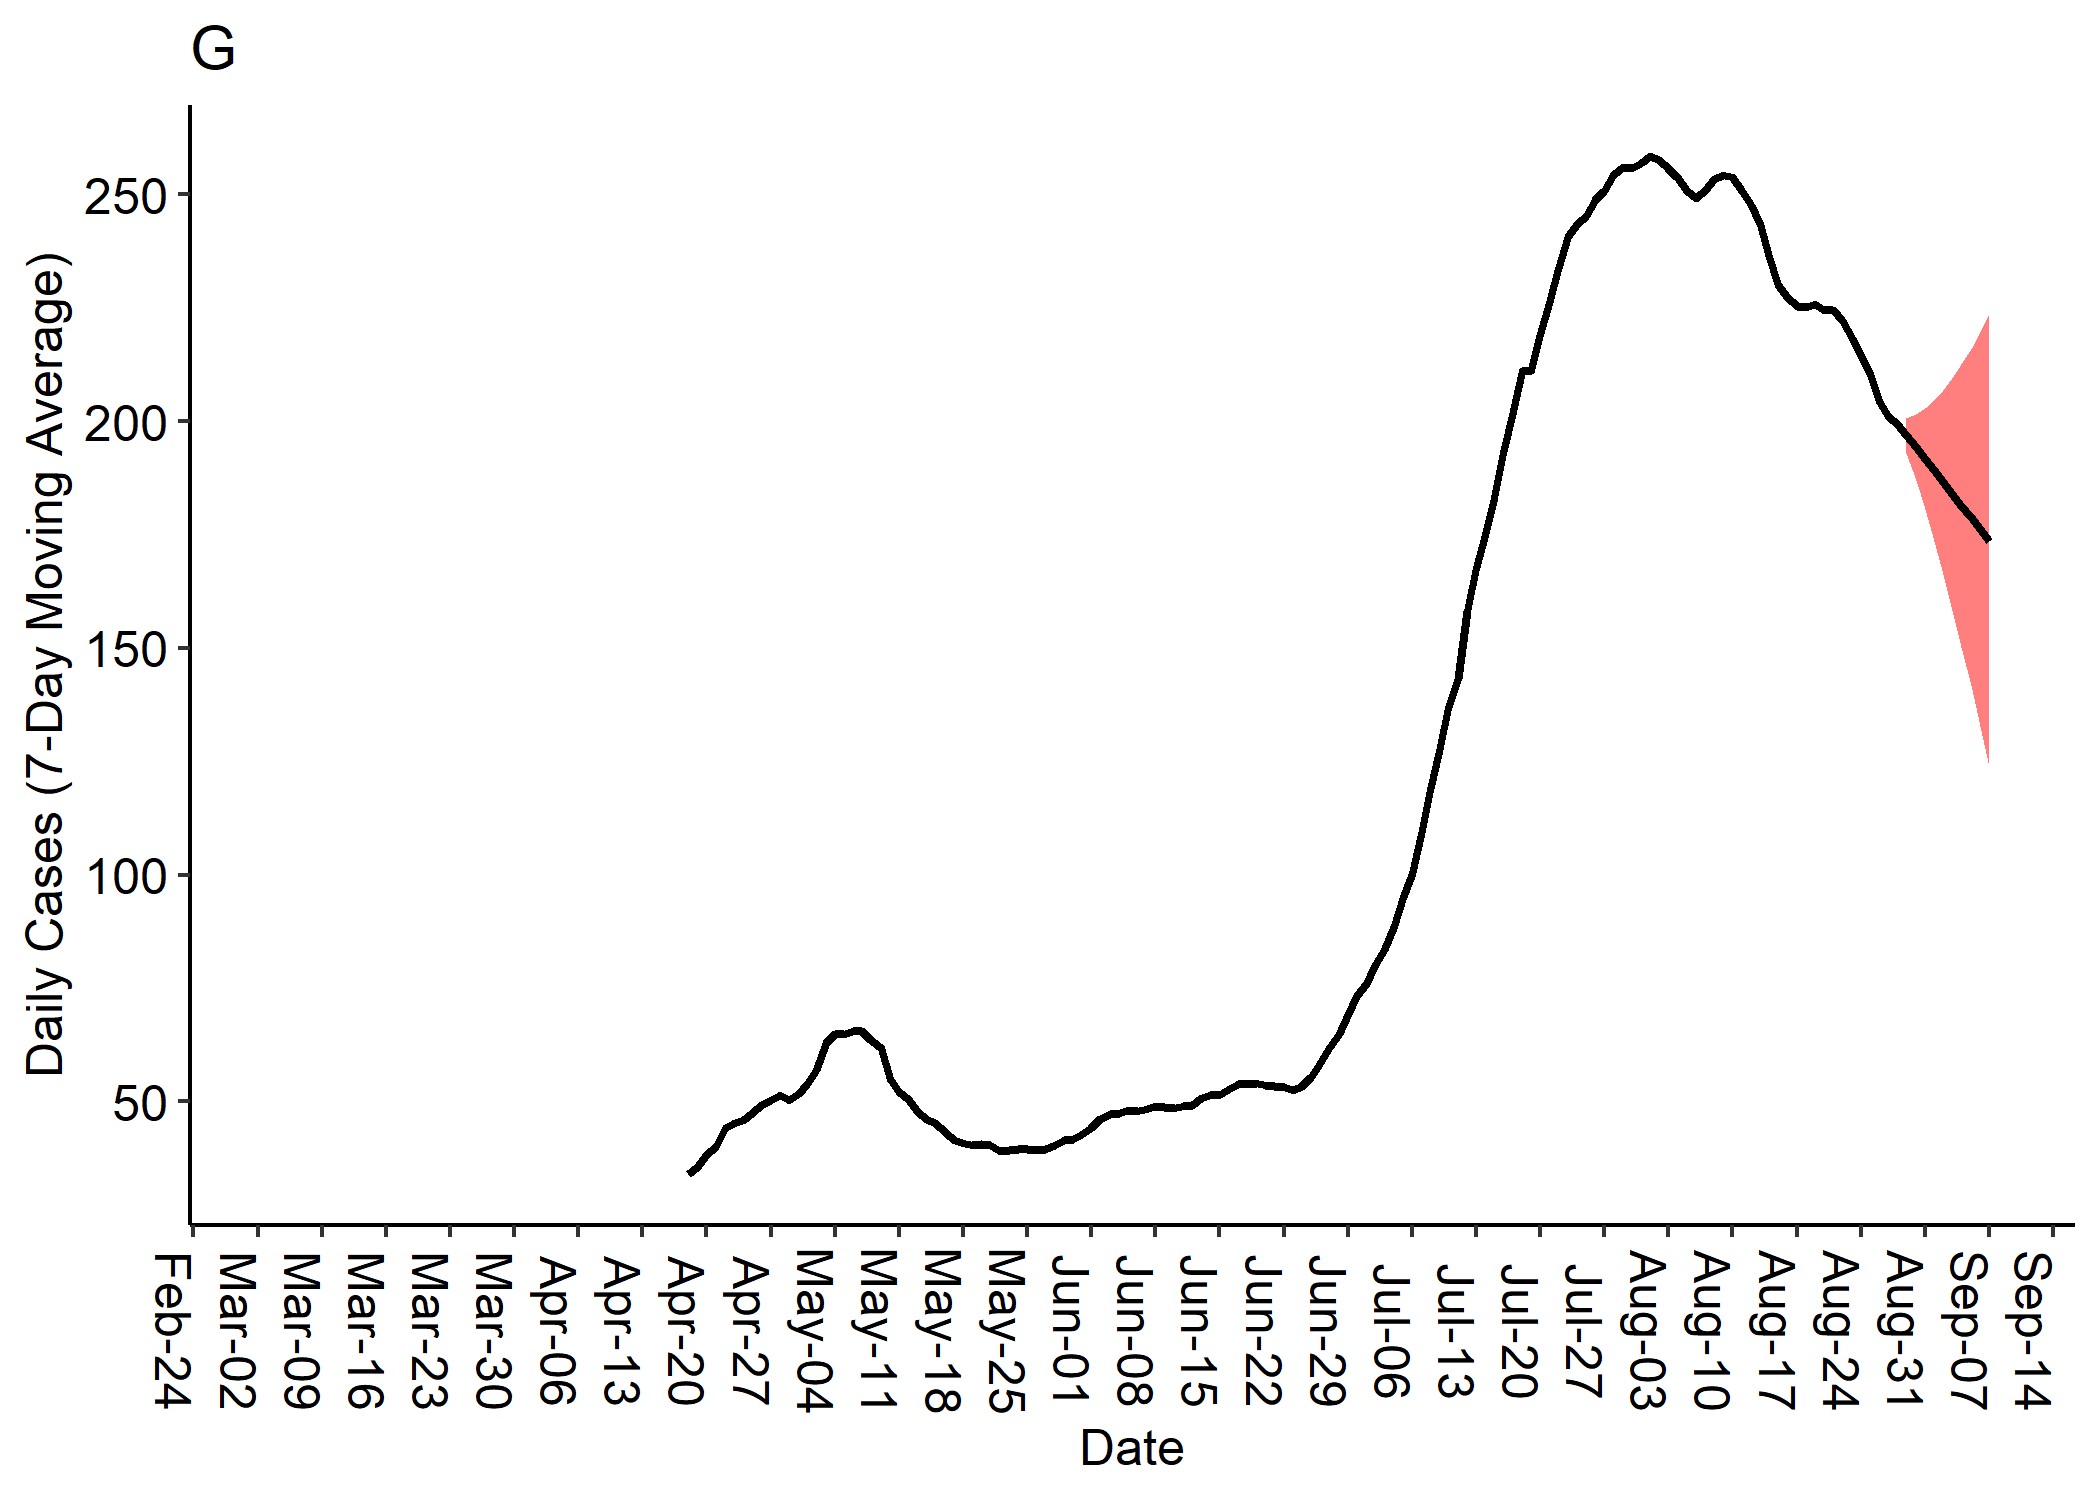 G
Daily Cases (7-Day Moving Average)
250
200
150
100
50
Feb-24
Mar-02
Mar-09
Mar-16
Mar-23
Mar-30
Apr-06
Apr-13
Apr-20
Apr-27
May-04
May-11
May-18
May-25
Jun-01
Jun-08
Jun-15
Jun-22
Jun-29
Jul-06
Jul-13
Jul-20
Jul-27
Aug-03
Aug-10
Aug-17
Aug-24
Aug-31
Sep-07
Sep-14
Date